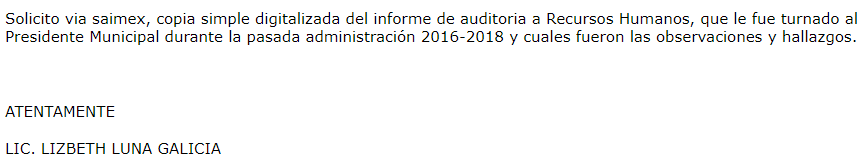 Solicito via saimex, copia simple digitalizada del informe de auditoria a Recursos Humanos, que le fue turnado al
Presidente Municipal durante la pasada administración 2016-2018 y cuales fueron las observaciones y hallazgos.
ATENTAMENTE
LIC. LIZBETH LUNA GALICIA